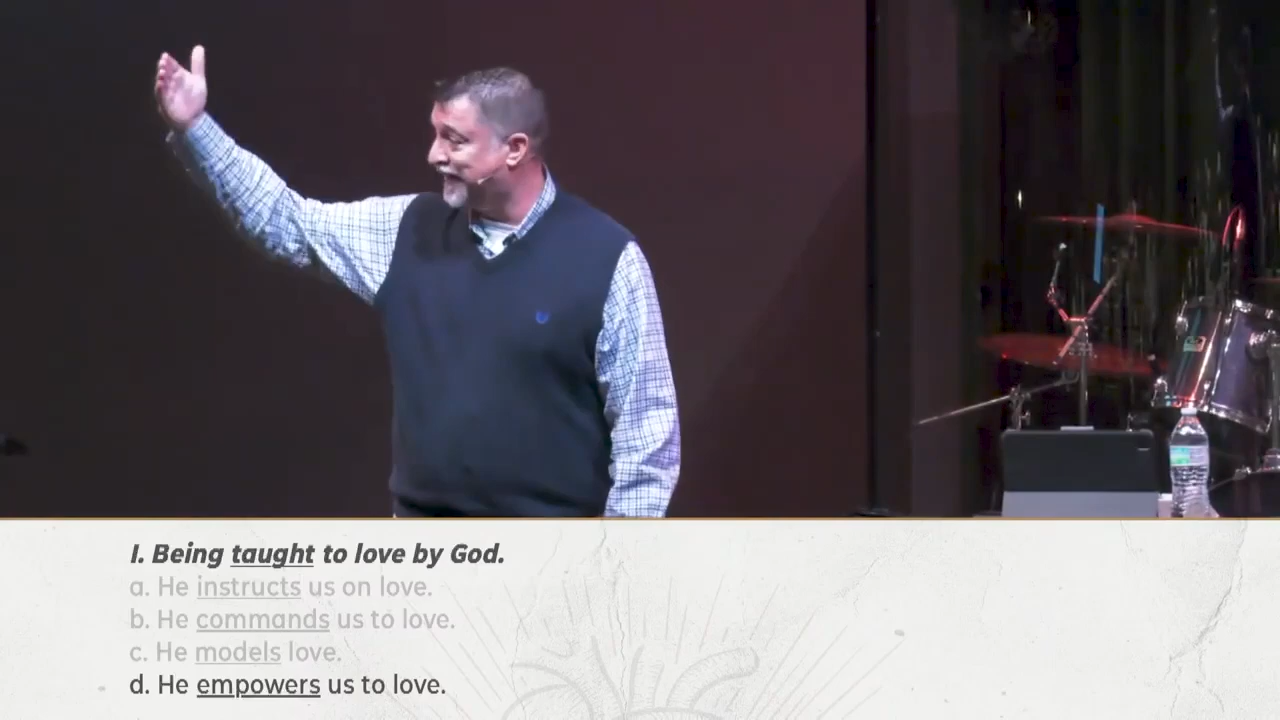 I. Being taught to love by God.
a. He instructs us on love.
b. He commands us to love.
c. He models love.
d. He empowers us to love.